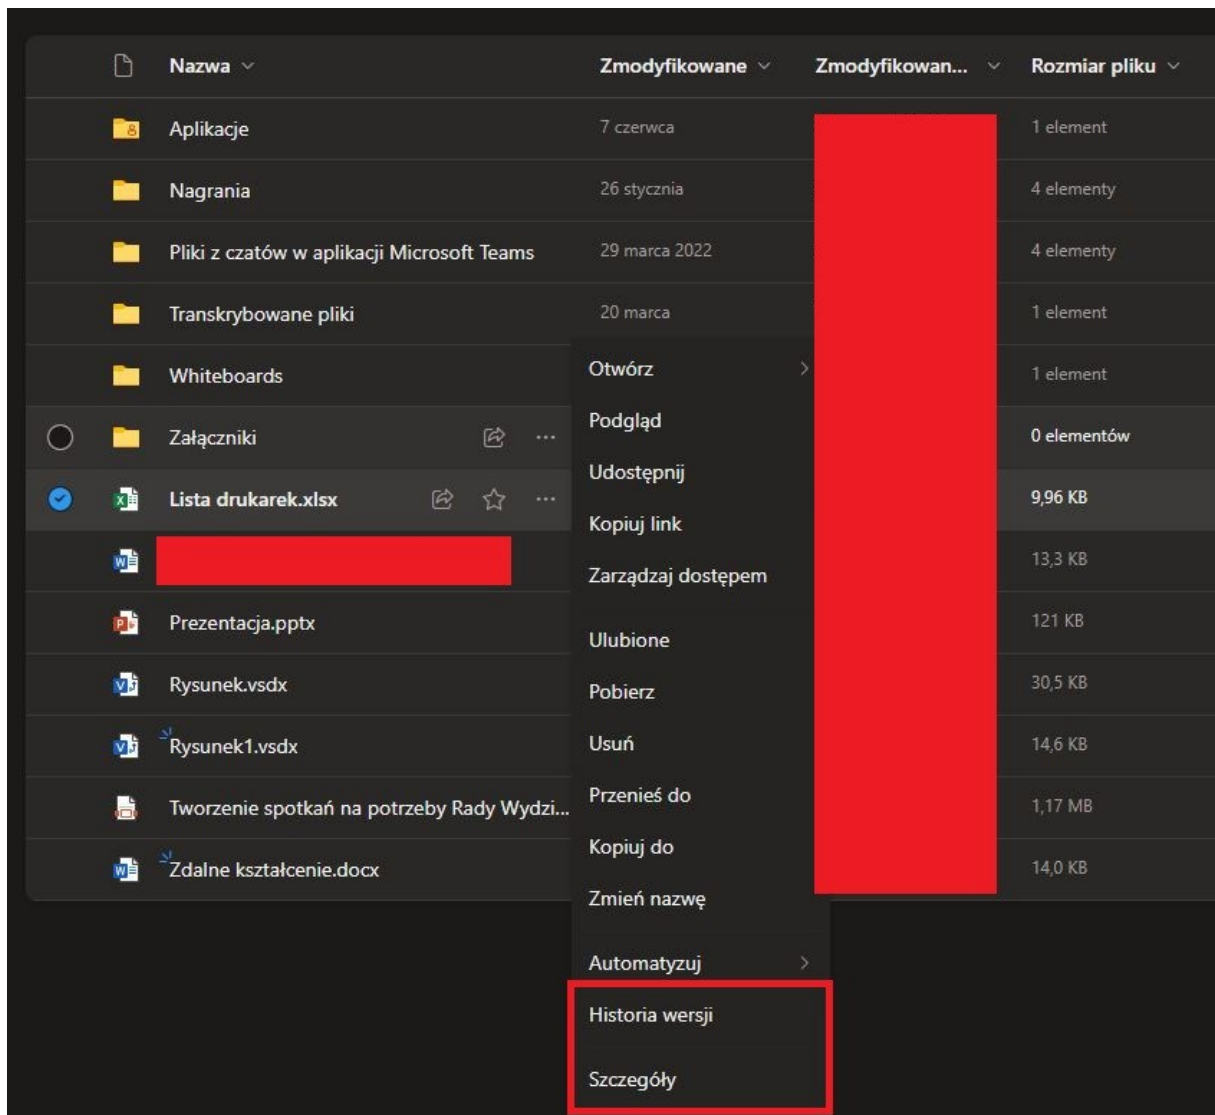 Nazwa Zmodyfikowane Zmodyfikowan... Rozmiar pliku
Aplikacje 7 czerwca 1 element
Nagrania 26 stycznia 4 elementy
Pliki z czatów w aplikacji Microsoft Teams 29 marca 2022 4 elementy
Transkrybowane pliki 20 marca 1 element
Whiteboards 1 element
Załączniki 0 elementów
Lista drukarek.xlsx 9,96 KB
13,3 KB
Prezentacja.pptx 121 KB
Rysunek.vsdx 30,5 KB
Rysunek1.vsdx 14,6 KB
Tworzenie spotkań na potrzeby Rady Wydzi... 1,17 MB
Zdalne kształcenie.docx 14,0 KB
Otwórz
Podgląd
Udostępnij
Kopiuj link
Zarządzaj dostępem
Ulubione
Pobierz
Usuń
Przenieś do
Kopiuj do
Zmień nazwę
Automatyzuj
Historia wersji
Szczegóły